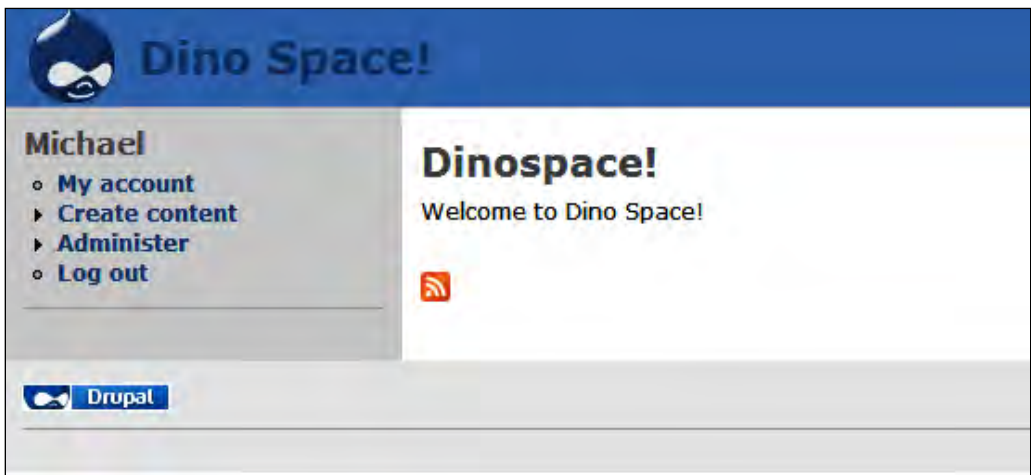 Dino Space!
Michael
My account
Create content
Administer
Log out
Dinospace!
Welcome to Dino Space!
Drupal